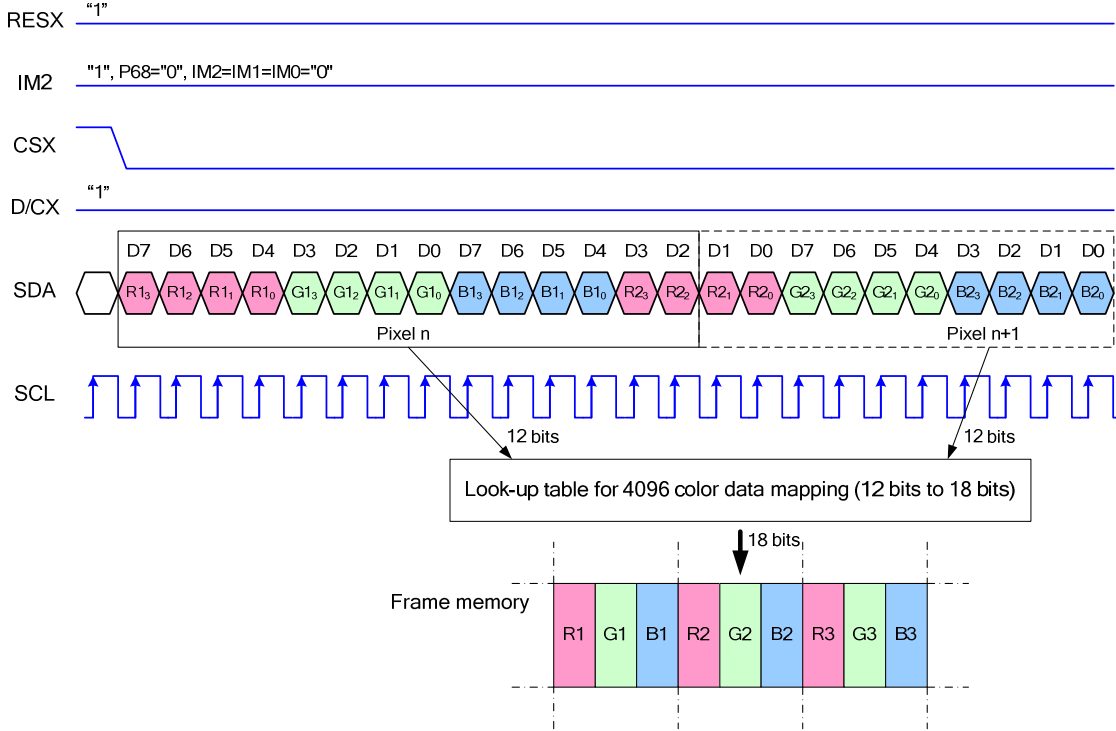 RESX “1”
IM2 "1", P68="0", IM2=IM1=IM0="0"
CSX
D/CX “1”
D7 D6 D5 D4 D3 D2 D1 D0 D7 D6 D5 D4 D3 D2 D1 D0 D7 D6 D5 D4 D3 D2 D1 D0
SDA R1₃ R1₂ R1₁ R1₀ G1₃ G1₂ G1₁ G1₀ B1₃ B1₂ B1₁ B1₀ R2₃ R2₂ R2₁ R2₀ G2₃ G2₂ G2₁ G2₀ B2₃ B2₂ B2₁ B2₀
Pixel n Pixel n+1
SCL
12 bits 12 bits
Look-up table for 4096 color data mapping (12 bits to 18 bits)
18 bits
Frame memory
R1 G1 B1 R2 G2 B2 R3 G3 B3